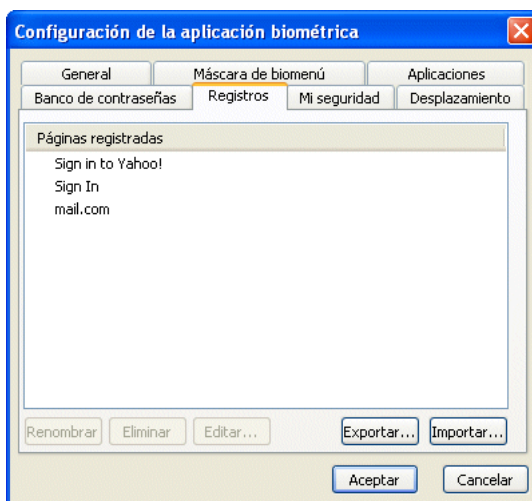 Configuración de la aplicación biométrica
General Máscara de biomenú Aplicaciones
Banco de contraseñas Registros Mi seguridad Desplazamiento
Páginas registradas
Sign in to Yahoo!
Sign In
mail.com
Renombrar Eliminar Editar... Exportar... Importar...
Aceptar Cancelar